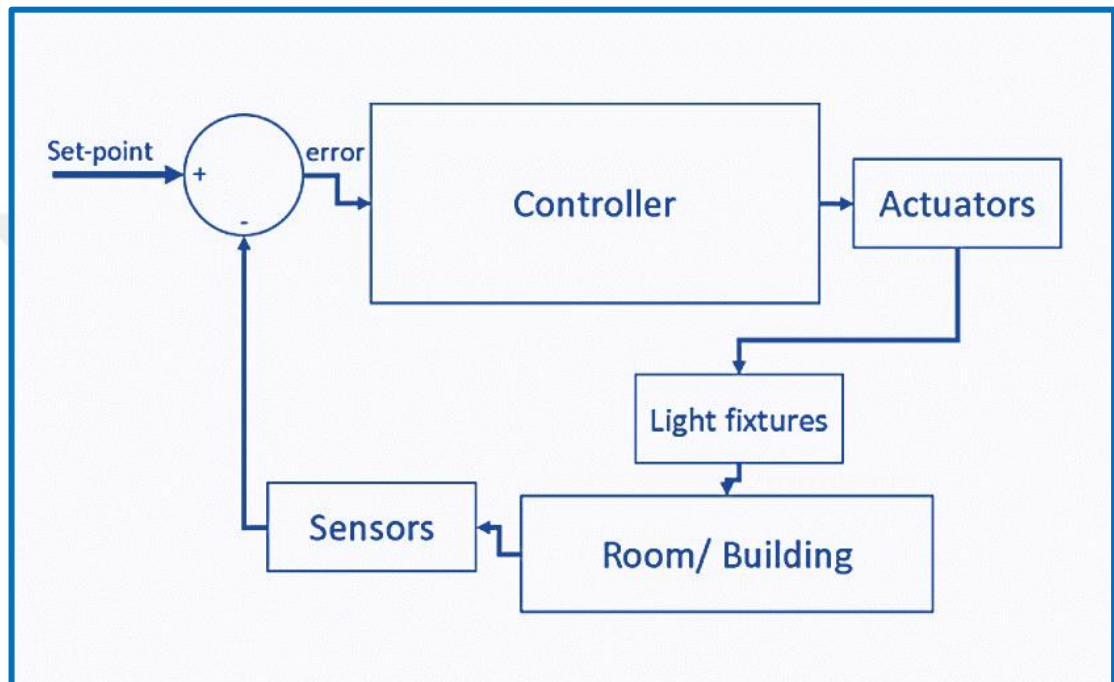 Set-point
+
-
error
Controller
Actuators
Light fixtures
Room/ Building
Sensors